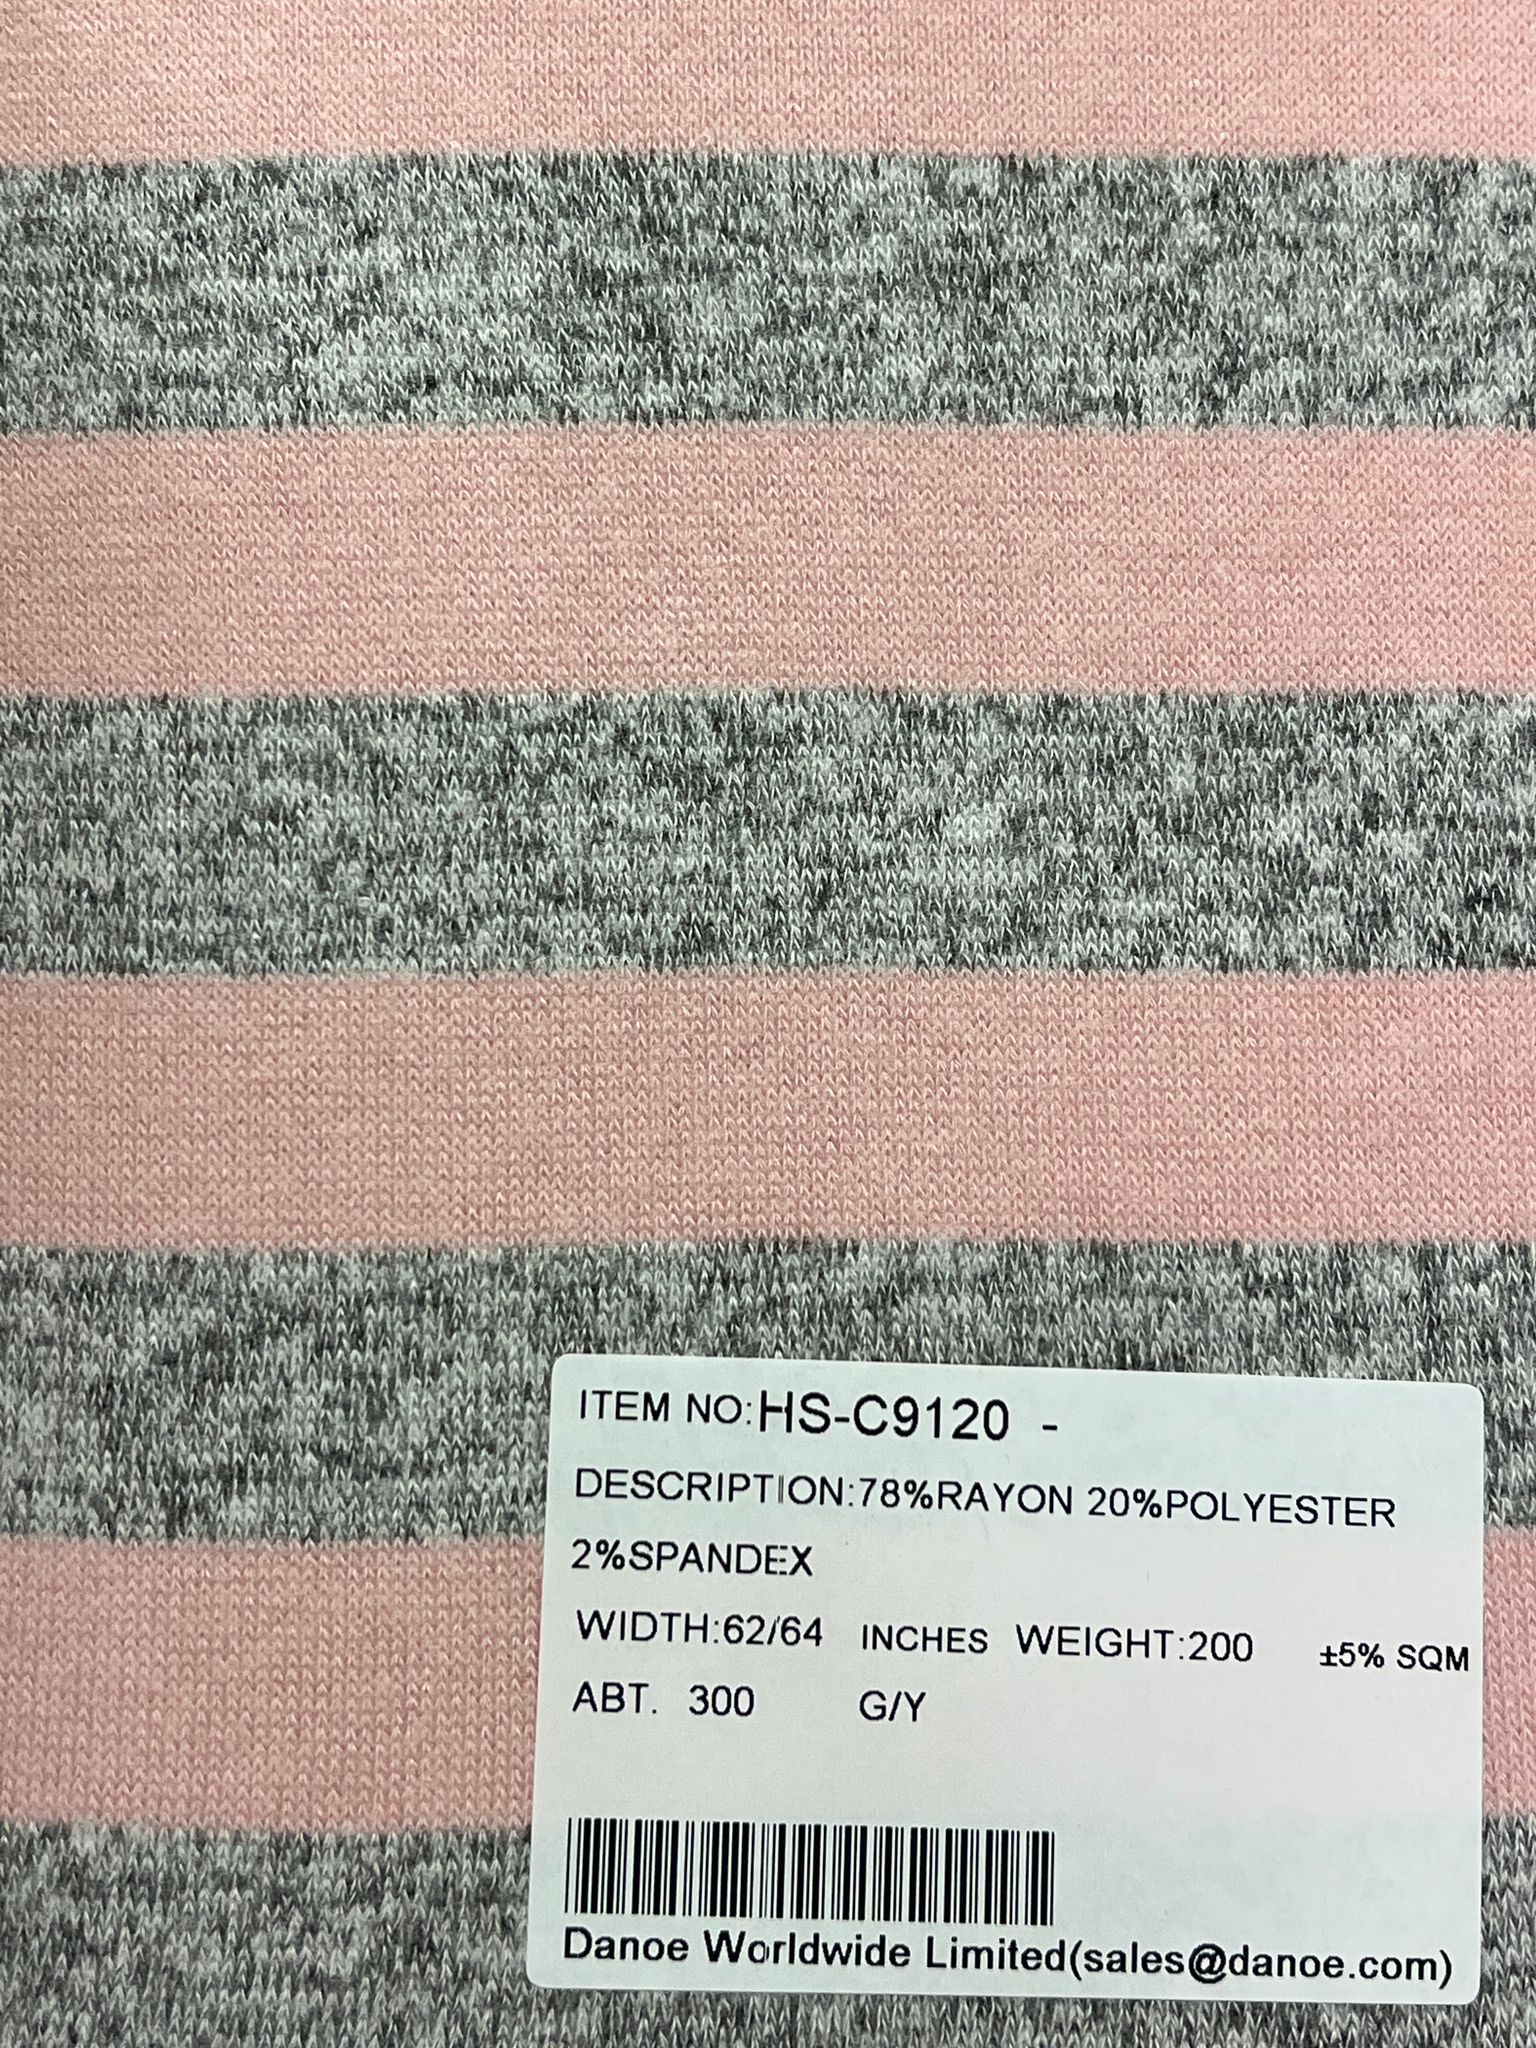 ITEM NO:HS-C9120 -
DESCRIPTION:78%RAYON 20%POLYESTER
2%SPANDEX
WIDTH:62/64 INCHES WEIGHT:200 ±5% SQM
ABT. 300 G/Y
Danoe Worldwide Limited(sales@danoe.com)